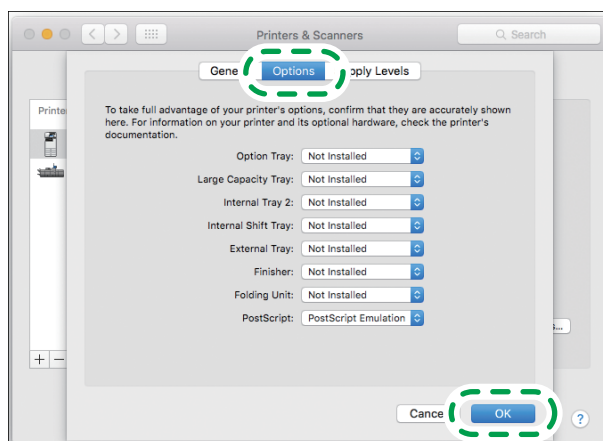 Printers & Scanners
Search
Gene
Options
pply Levels
Printe
To take full advantage of your printer's options, confirm that they are accurately shown
here. For information on your printer and its optional hardware, check the printer's
documentation.
Option Tray: Not Installed
Large Capacity Tray: Not Installed
Internal Tray 2: Not Installed
Internal Shift Tray: Not Installed
External Tray: Not Installed
Finisher: Not Installed
Folding Unit: Not Installed
PostScript: PostScript Emulation
s...
+ −
Cance
OK
?